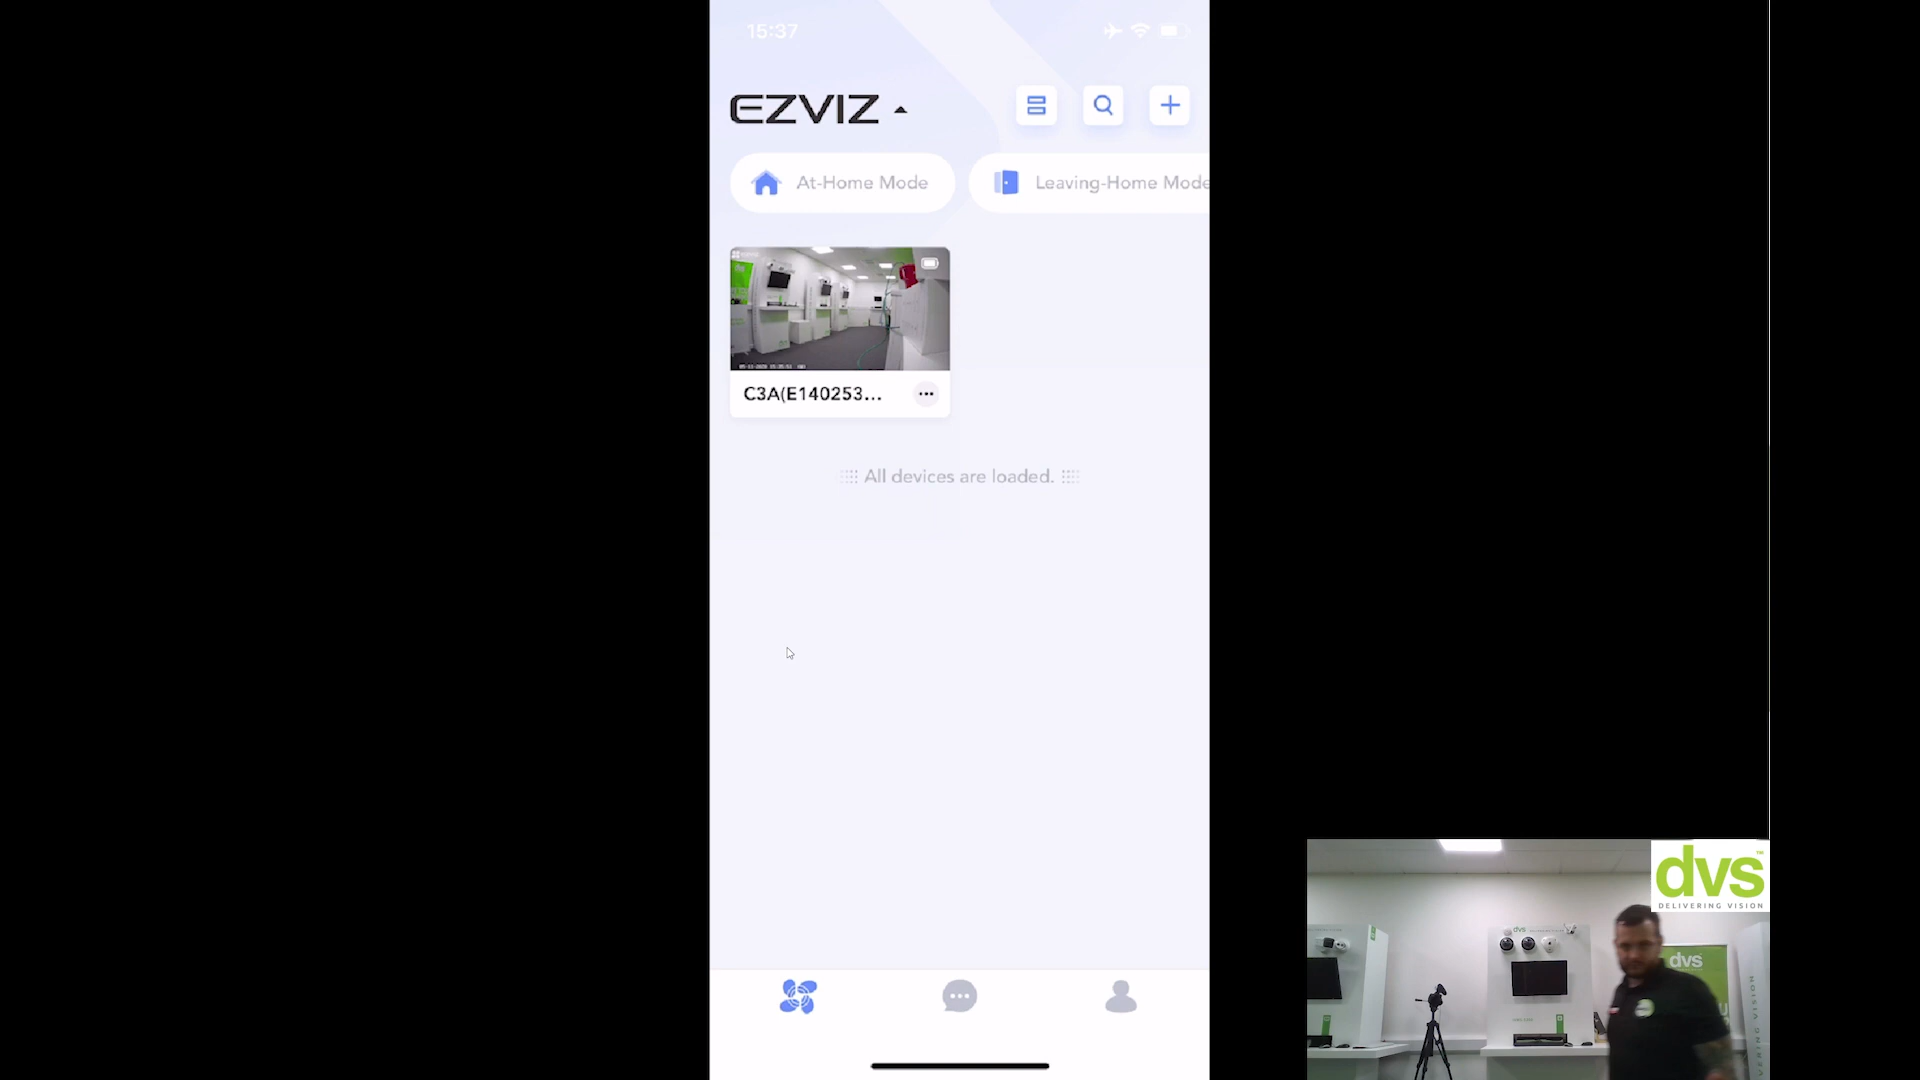 15:37
EZVIZ
At-Home Mode
Leaving-Home Mode
C3A(E140253...
All devices are loaded.
dvs™
DELIVERING VISION
dvs
dvs